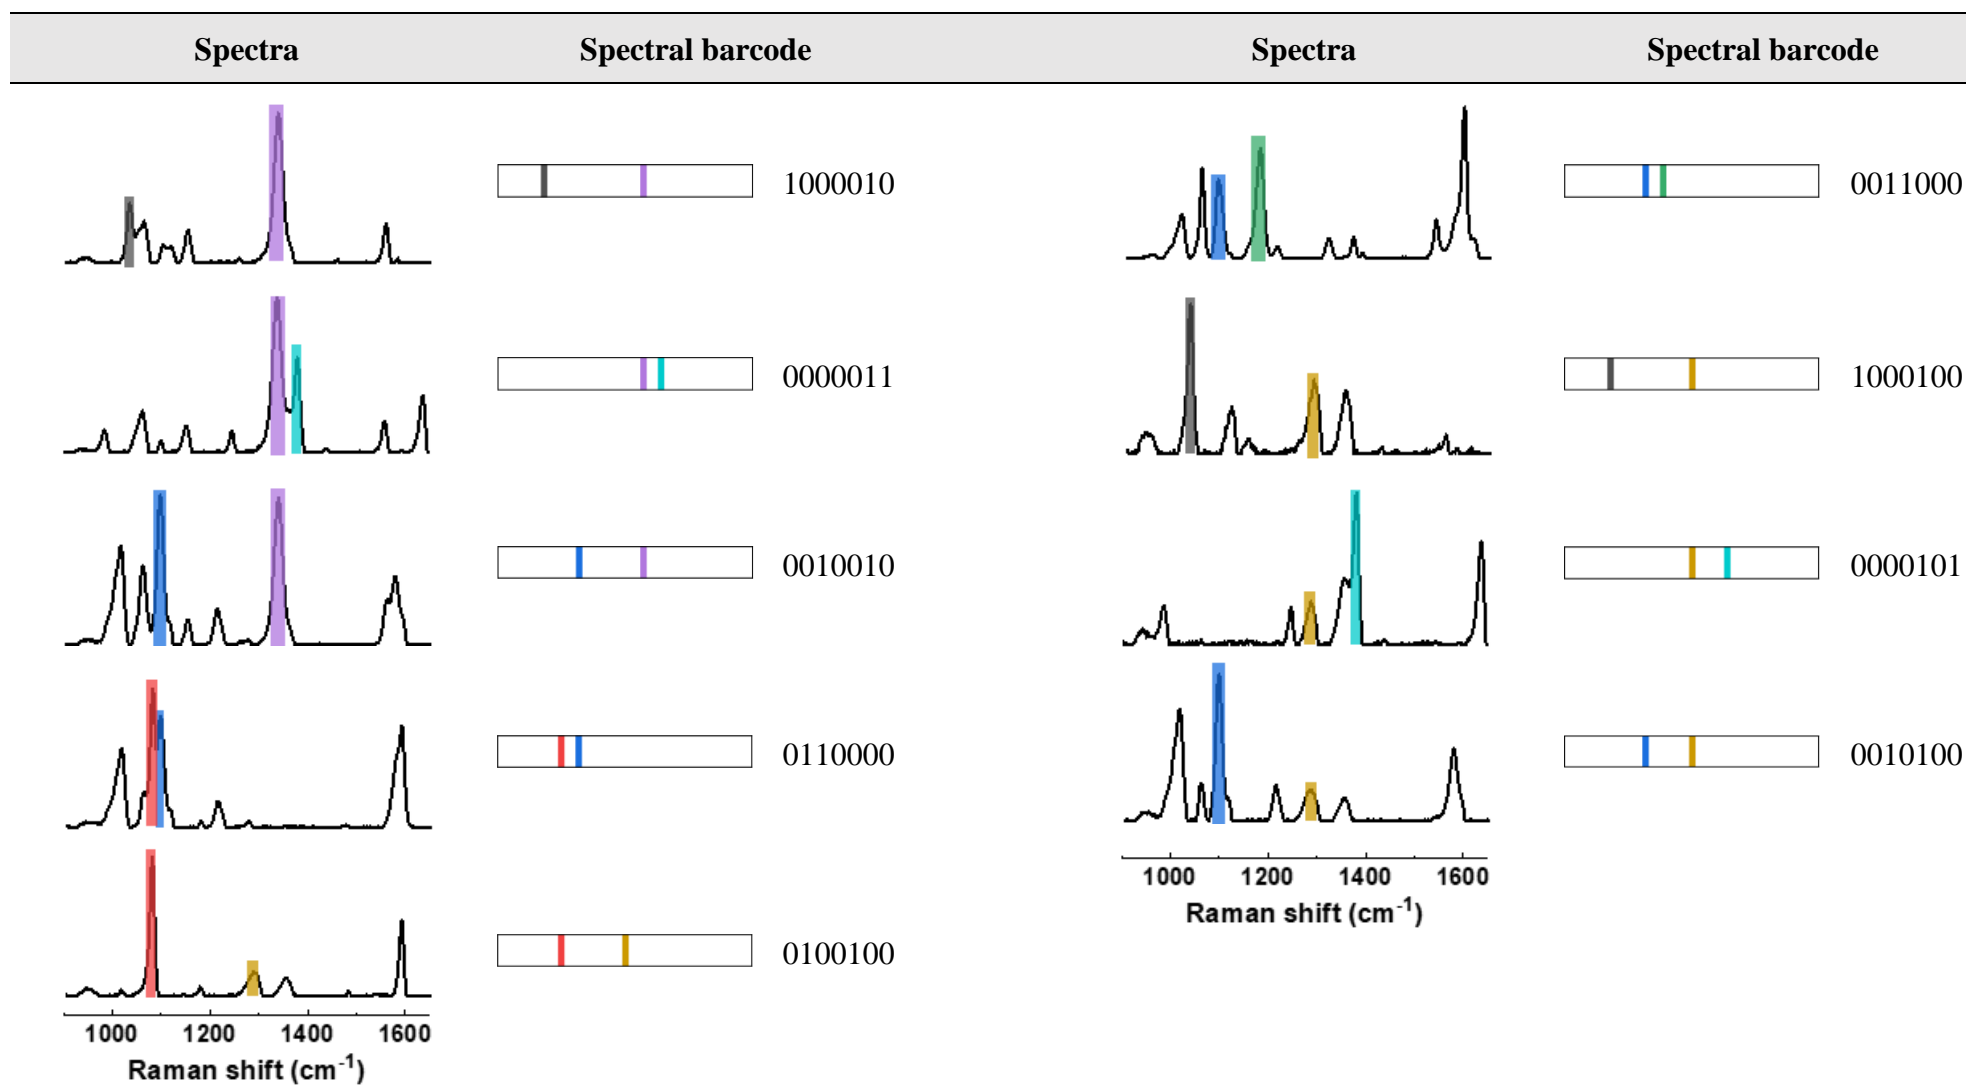 Spectra Spectral barcode Spectra Spectral barcode
1000010 0011000
0000011 1000100
0010010 0000101
0110000 0010100
0100100
1000 1200 1400 1600
Raman shift (cm⁻¹)
1000 1200 1400 1600
Raman shift (cm⁻¹)